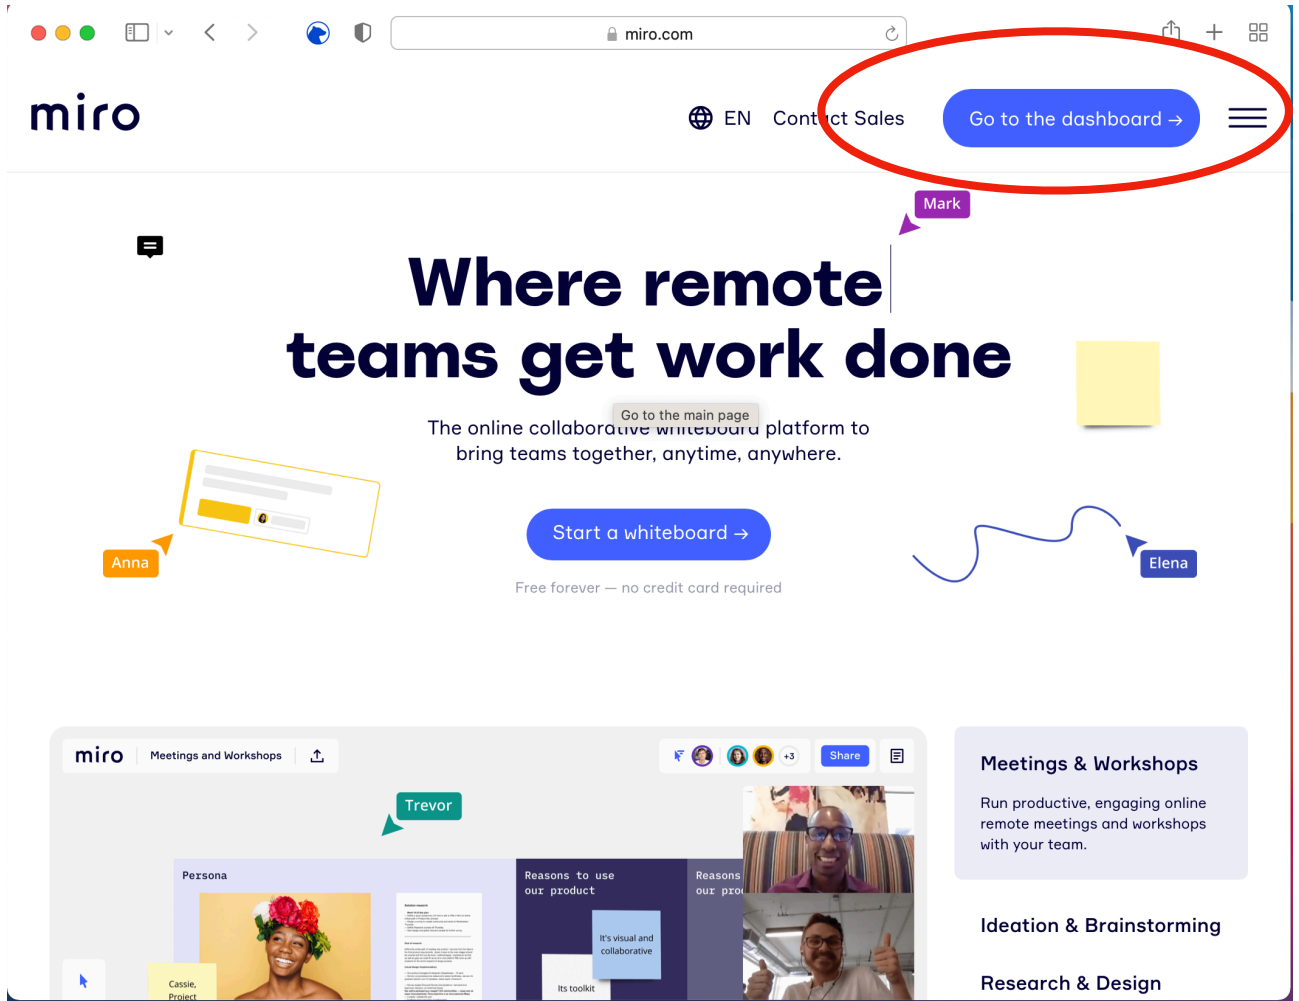 miro.com
miro
EN Contact Sales Go to the dashboard →
Mark
Where remote
teams get work done
Go to the main page
The online collaborative whiteboard platform to
bring teams together, anytime, anywhere.
Start a whiteboard →
Free forever — no credit card required
Anna
Elena
miro Meetings and Workshops
+3 Share
Trevor
Persona
Reasons to use
our product
Reasons
our pro
It's visual and
collaborative
Its toolkit
Cassie,
Project
Meetings & Workshops
Run productive, engaging online
remote meetings and workshops
with your team.
Ideation & Brainstorming
Research & Design